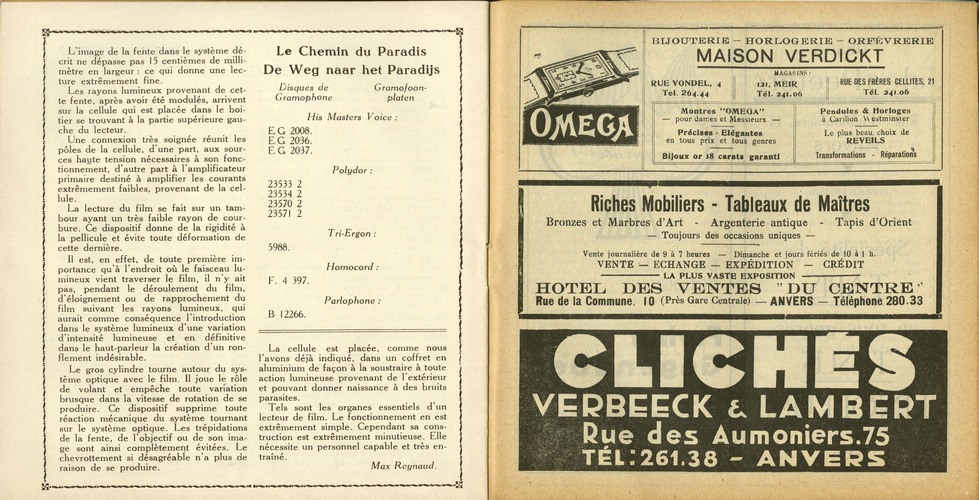 L'image de la fente dans le système dé-
crit ne dépasse pas 15 centièmes de milli-
mètre en largeur : ce qui donne une lec-
ture extrêmement fine.
Les rayons lumineux provenant de cet-
te fente, après avoir été modulés, arrivent
sur la cellule qui est placée dans le boi-
tier se trouvant à la partie supérieure gau-
che du lecteur.
Une connexion très soignée réunit les
pôles de la cellule, d'une part, aux sour-
ces haute tension nécessaires à son fonc-
tionnement, d'autre part à l'amplificateur
primaire destiné à amplifier les courants
extrêmement faibles, provenant de la cel-
lule.
La lecture du film se fait sur un tam-
bour ayant un très faible rayon de cour-
bure. Ce dispositif donne de la rigidité à
la pellicule et évite toute déformation de
cette dernière.
Il est, en effet, de toute première im-
portance qu'à l'endroit où le faisceau lu-
mineux vient traverser le film, il n'y ait
pas, pendant le déroulement du film,
d'éloignement ou de rapprochement du
film suivant les rayons lumineux, qui
aurait comme conséquence l'introduction
dans le système lumineux d'une variation
d'intensité lumineuse et en définitive
dans le haut-parleur la création d'un ron-
flement indésirable.
Le gros cylindre tourne autour du sys-
tème optique avec le film. Il joue le rôle
de volant et empêche toute variation
brusque dans la vitesse de rotation de se
produire. Ce dispositif supprime toute
réaction mécanique du système tournant
sur le système optique. Les trépidations
de la fente, de l'objectif ou de son ima-
ge sont ainsi complètement évitées. Le
chevrottement si désagréable n'a plus de
raison de se produire.
Le Chemin du Paradis
De Weg naar het Paradijs
Disques de Gramofoon-
Gramophone platen
His Masters Voice :
E G 2008.
E G 2036.
E G 2037.
Polydor :
23533 2
23534 2
23570 2
23571 2
Tri-Ergon :
5988.
Homocord :
F. 4 397.
Parlophone :
B 12266.
La cellule est placée, comme nous
l'avons déjà indiqué, dans un coffret en
aluminium de façon à la soustraire à toute
action lumineuse provenant de l'extérieur
et pouvant donner naissance à des bruits
parasites.
Tels sont les organes essentiels d'un
lecteur de film. Le fonctionnement en est
extrêmement simple. Cependant sa cons-
truction est extrêmement minutieuse. Elle
nécessite un personnel capable et très en-
traîné.
Max Reynaud.
BIJOUTERIE - HORLOGERIE - ORFÉVRERIE
MAISON VERDICKT
MAGASINS:
RUE VONDEL, 4 121, MEIR RUE DES FRÈRES CELLITES, 21
Tel. 264.44 Tél. 241.06 Tél. 241.06
OMEGA
Montres "OMEGA"
— pour dames et Messieurs —
Précises - Elégantes
en tous prix et tous genres
Bijoux or 18 carats garanti
Pendules & Horloges
à Carillon Westminster
Le plus beau choix de
REVEILS
Transformations - Réparations
Riches Mobiliers - Tableaux de Maîtres
Bronzes et Marbres d'Art - Argenterie antique - Tapis d'Orient
— Toujours des occasions uniques —
Vente journalière de 9 à 7 heures — Dimanche et jours fériés de 10 à 1 h.
VENTE — ECHANGE — EXPÉDITION — CRÉDIT
— LA PLUS VASTE EXPOSITION —
HOTEL DES VENTES "DU CENTRE"
Rue de la Commune, 10 (Près Gare Centrale) — ANVERS — Téléphone 280.33
CLICHÉS
VERBEECK & LAMBERT
Rue des Aumoniers.75
TÉL:261.38 - ANVERS